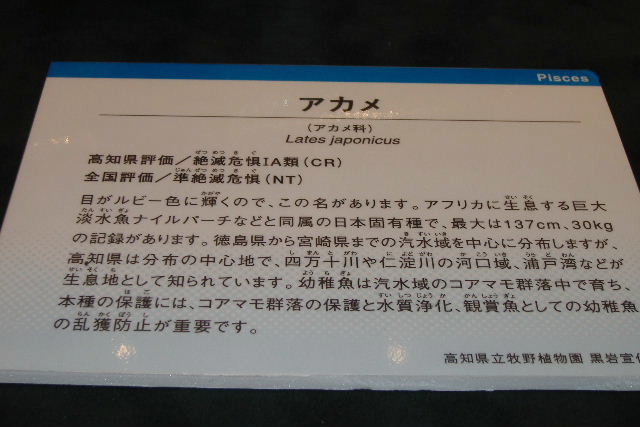 Pisces
アカメ
(アカメ科)
Lates japonicus
高知県評価/絶滅危惧IA類(CR)
全国評価/準絶滅危惧(NT)
目がルビー色に輝くので、この名があります。アフリカに生息する巨大
淡水魚ナイルパーチなどと同属の日本固有種で、最大は137cm、30kg
の記録があります。徳島県から宮崎県までの汽水域を中心に分布しますが、
高知県は分布の中心地で、四万十川や仁淀川の河口域、浦戸湾などが
生息地として知られています。幼稚魚は汽水域のコアマモ群落中で育ち、
本種の保護には、コアマモ群落の保護と水質浄化、観賞魚としての幼稚魚
の乱獲防止が重要です。
高知県立牧野植物園 黒岩宣